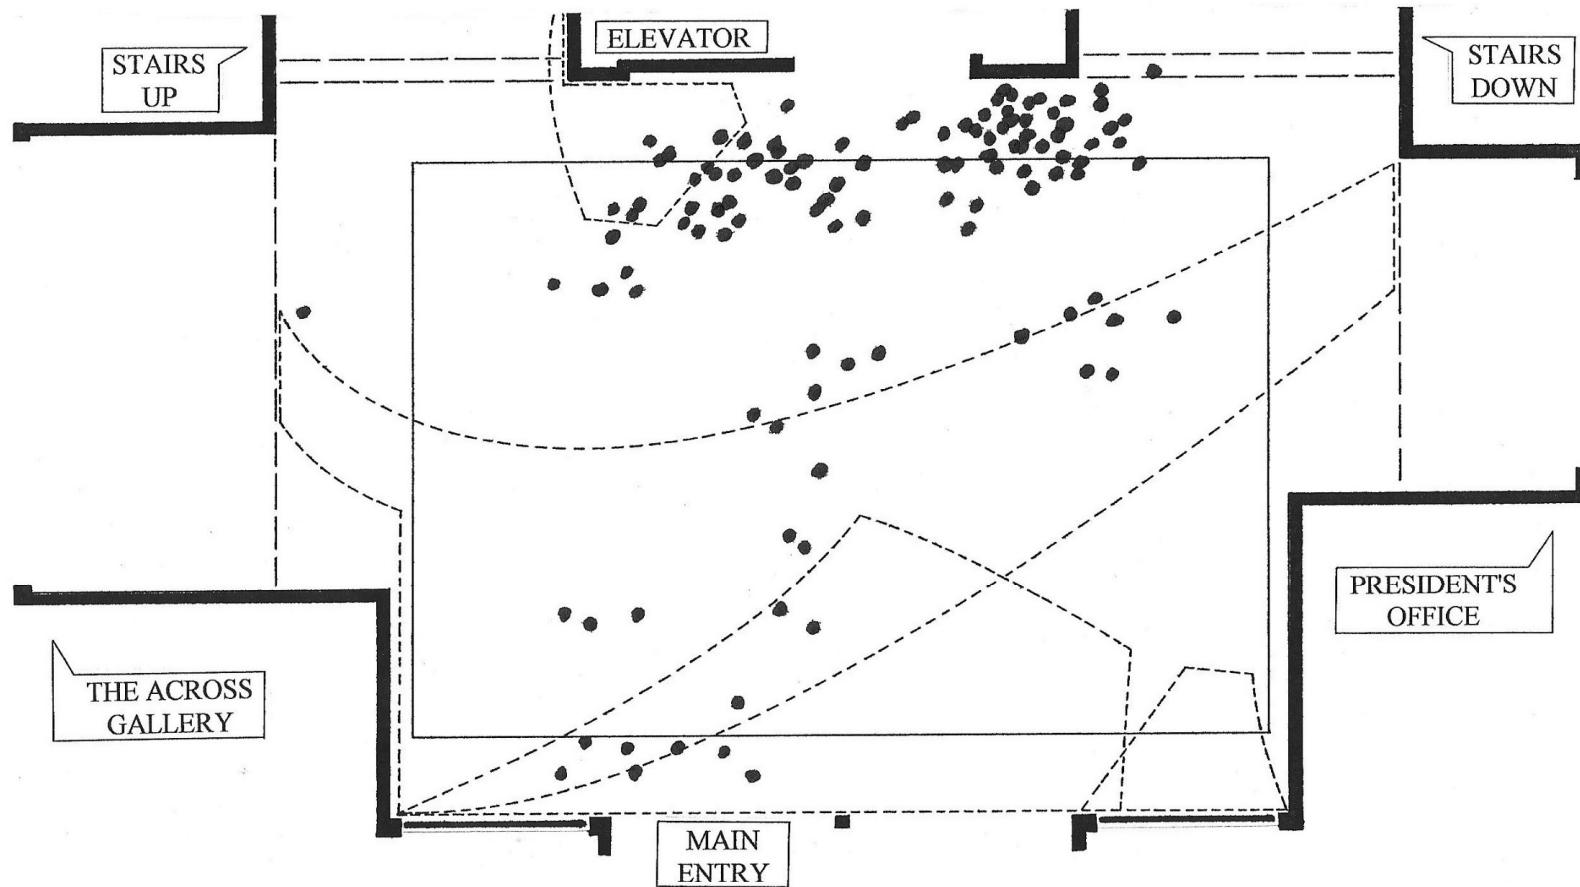 ELEVATOR
STAIRS
UP
STAIRS
DOWN
PRESIDENT'S
OFFICE
THE ACROSS
GALLERY
MAIN
ENTRY